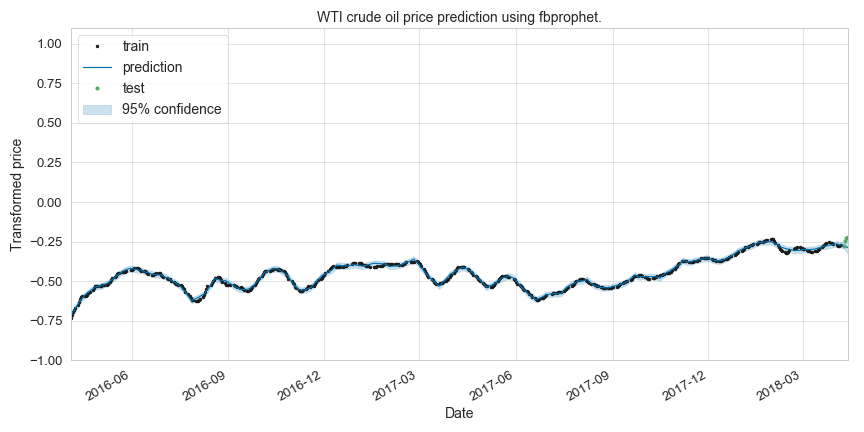 WTI crude oil price prediction using fbprophet.
train
prediction
test
95% confidence
1.00
0.75
0.50
0.25
0.00
−0.25
−0.50
−0.75
−1.00
Transformed price
2016-06
2016-09
2016-12
2017-03
2017-06
2017-09
2017-12
2018-03
Date